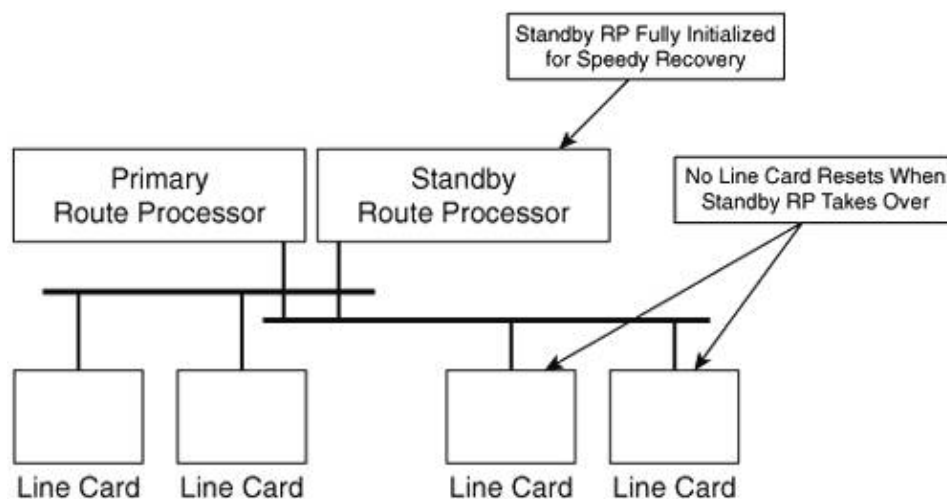 Standby RP Fully Initialized
for Speedy Recovery
Primary
Route Processor
Standby
Route Processor
No Line Card Resets When
Standby RP Takes Over
Line Card
Line Card
Line Card
Line Card